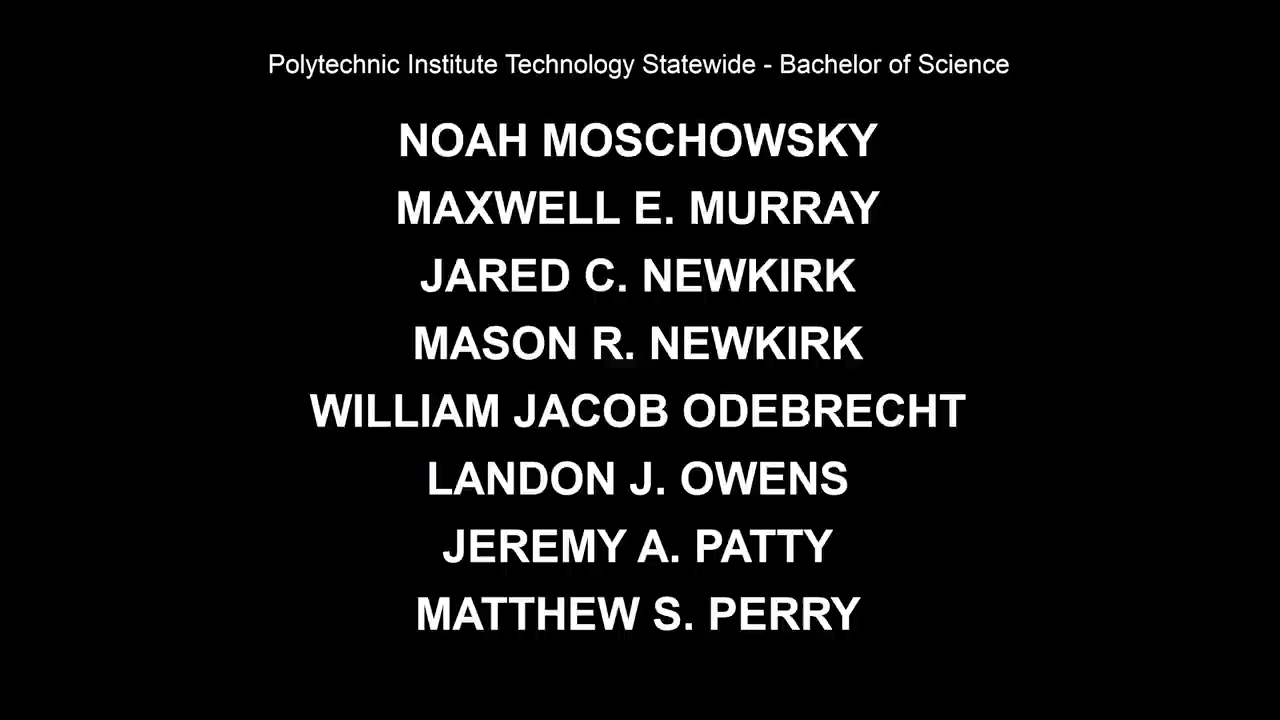 Polytechnic Institute Technology Statewide - Bachelor of Science
NOAH MOSCHOWSKY
MAXWELL E. MURRAY
JARED C. NEWKIRK
MASON R. NEWKIRK
WILLIAM JACOB ODEBRECHT
LANDON J. OWENS
JEREMY A. PATTY
MATTHEW S. PERRY